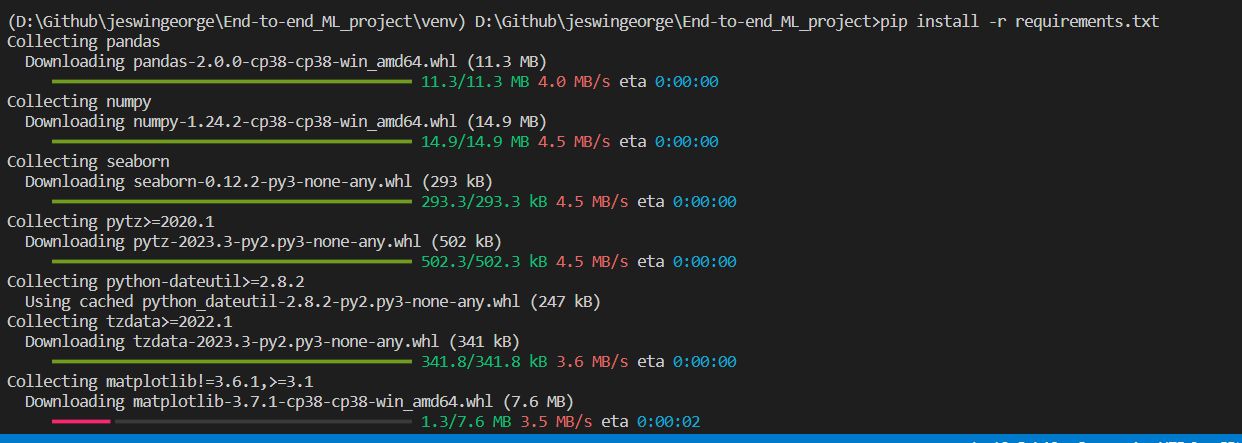 (D:\Github\jeswingeorge\End-to-end_ML_project\venv) D:\Github\jeswingeorge\End-to-end_ML_project>pip install -r requirements.txt
Collecting pandas
Downloading pandas-2.0.0-cp38-cp38-win_amd64.whl (11.3 MB)
11.3/11.3 MB 4.0 MB/s eta 0:00:00
Collecting numpy
Downloading numpy-1.24.2-cp38-cp38-win_amd64.whl (14.9 MB)
14.9/14.9 MB 4.5 MB/s eta 0:00:00
Collecting seaborn
Downloading seaborn-0.12.2-py3-none-any.whl (293 kB)
293.3/293.3 kB 4.5 MB/s eta 0:00:00
Collecting pytz>=2020.1
Downloading pytz-2023.3-py2.py3-none-any.whl (502 kB)
502.3/502.3 kB 4.5 MB/s eta 0:00:00
Collecting python-dateutil>=2.8.2
Using cached python_dateutil-2.8.2-py2.py3-none-any.whl (247 kB)
Collecting tzdata>=2022.1
Downloading tzdata-2023.3-py2.py3-none-any.whl (341 kB)
341.8/341.8 kB 3.6 MB/s eta 0:00:00
Collecting matplotlib!=3.6.1,>=3.1
Downloading matplotlib-3.7.1-cp38-cp38-win_amd64.whl (7.6 MB)
1.3/7.6 MB 3.5 MB/s eta 0:00:02